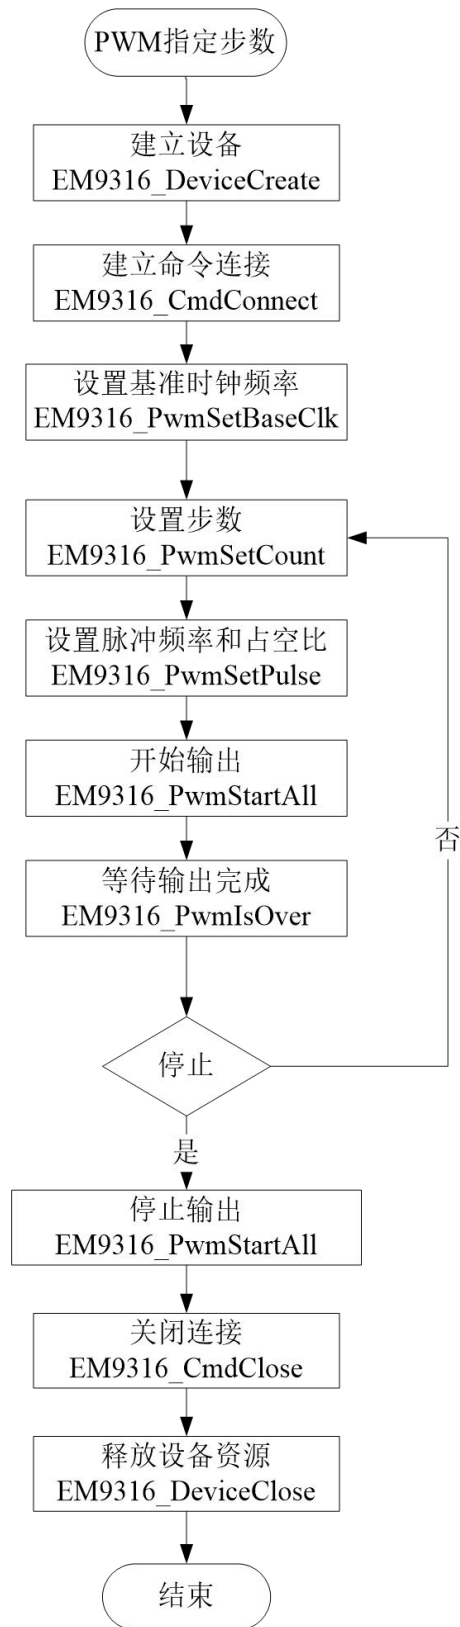 PWM指定步数
建立设备
EM9316_DeviceCreate
建立命令连接
EM9316_CmdConnect
设置基准时钟频率
EM9316_PwmSetBaseClk
设置步数
EM9316_PwmSetCount
设置脉冲频率和占空比
EM9316_PwmSetPulse
开始输出
EM9316_PwmStartAll
否
等待输出完成
EM9316_PwmIsOver
停止
是
停止输出
EM9316_PwmStartAll
关闭连接
EM9316_CmdClose
释放设备资源
EM9316_DeviceClose
结束